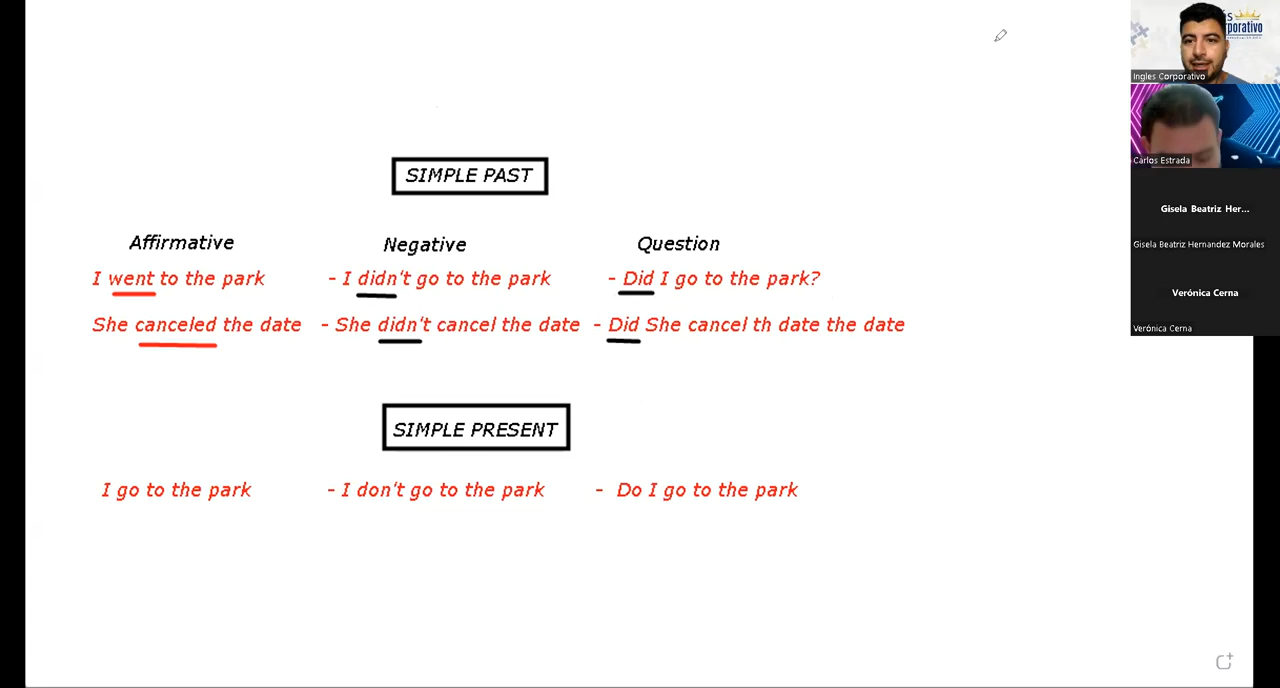 SIMPLE PAST
Affirmative Negative Question
I went to the park - I didn't go to the park - Did I go to the park?
She canceled the date - She didn't cancel the date - Did She cancel th date the date
SIMPLE PRESENT
I go to the park - I don't go to the park - Do I go to the park
Ingles Corporativo
Carlos Estrada
Gisela Beatriz Her...
Gisela Beatriz Hernandez Morales
Verónica Cerna
Verónica Cerna